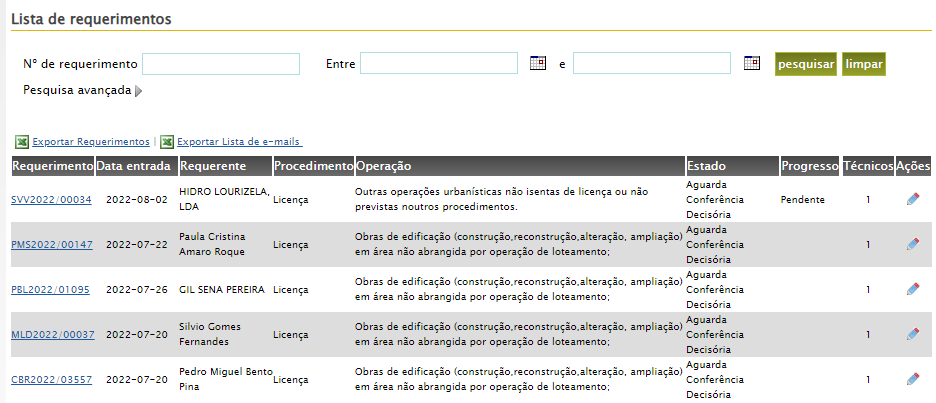 Lista de requerimentos
Nº de requerimento Entre e pesquisar limpar
Pesquisa avançada
Exportar Requerimentos | Exportar Lista de e-mails
Requerimento Data entrada Requerente Procedimento Operação Estado Progresso Técnicos Ações
SVV2022/00034 2022-08-02 HIDRO LOURIZELA, LDA Licença Outras operações urbanísticas não isentas de licença ou não previstas noutros procedimentos. Aguarda Conferência Decisória Pendente 1
PMS2022/00147 2022-07-22 Paula Cristina Amaro Roque Licença Obras de edificação (construção,reconstrução,alteração, ampliação) em área não abrangida por operação de loteamento; Aguarda Conferência Decisória 1
PBL2022/01095 2022-07-26 GIL SENA PEREIRA Licença Obras de edificação (construção,reconstrução,alteração, ampliação) em área não abrangida por operação de loteamento; Aguarda Conferência Decisória 1
MLD2022/00037 2022-07-20 Silvio Gomes Fernandes Licença Obras de edificação (construção,reconstrução,alteração, ampliação) em área não abrangida por operação de loteamento; Aguarda Conferência Decisória 1
CBR2022/03557 2022-07-20 Pedro Miguel Bento Pina Licença Obras de edificação (construção,reconstrução,alteração, ampliação) em área não abrangida por operação de loteamento; Aguarda Conferência Decisória 1